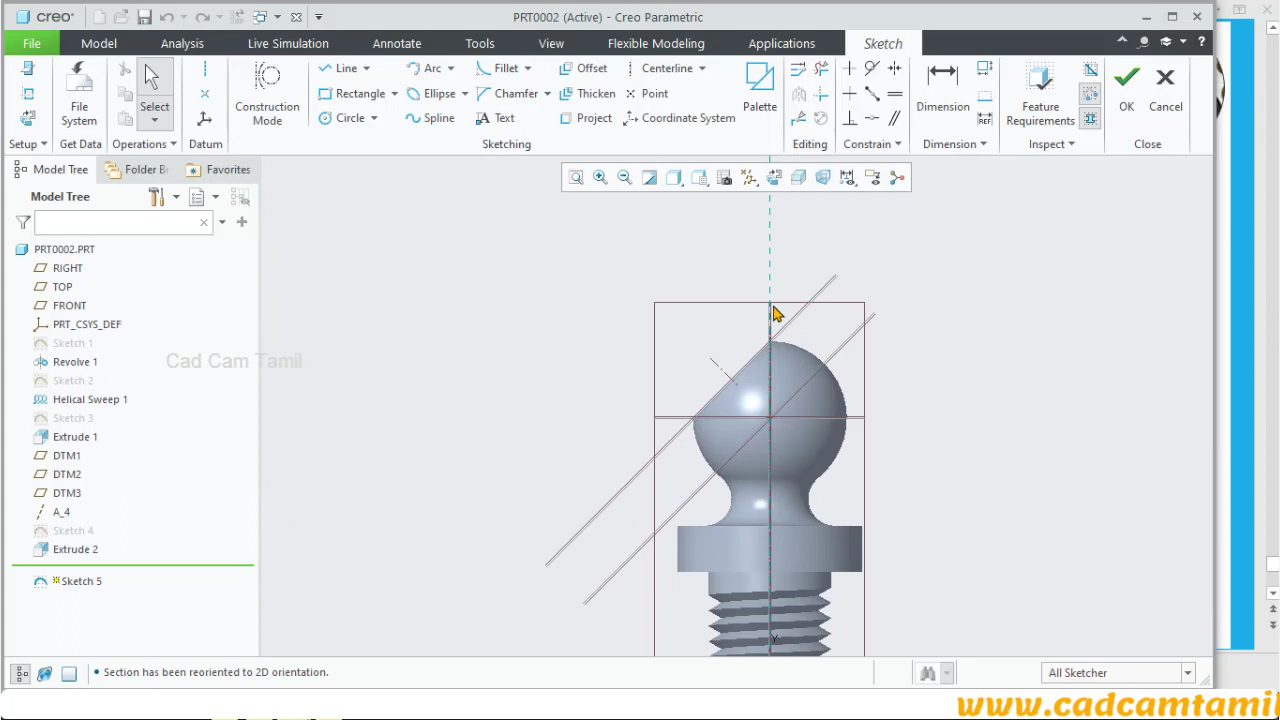 creo PRT0002 (Active) - Creo Parametric
File Model Analysis Live Simulation Annotate Tools View Flexible Modeling Applications Sketch
Line Arc Fillet Offset Centerline
File System Select Construction Mode Rectangle Ellipse Chamfer Thicken Point Palette Dimension REF Feature Requirements OK Cancel
Circle Spline Text Project Coordinate System
Setup Get Data Operations Datum Sketching Editing Constrain Dimension Inspect Close
Model Tree Folder B Favorites
Model Tree
PRT0002.PRT
RIGHT
TOP
FRONT
PRT_CSYS_DEF
Sketch 1
Revolve 1
Cad Cam Tamil
Sketch 2
Helical Sweep 1
Sketch 3
Extrude 1
DTM1
DTM2
DTM3
A_4
Sketch 4
Extrude 2
Sketch 5
Y
• Section has been reoriented to 2D orientation. All Sketcher
www.cadcamtamil